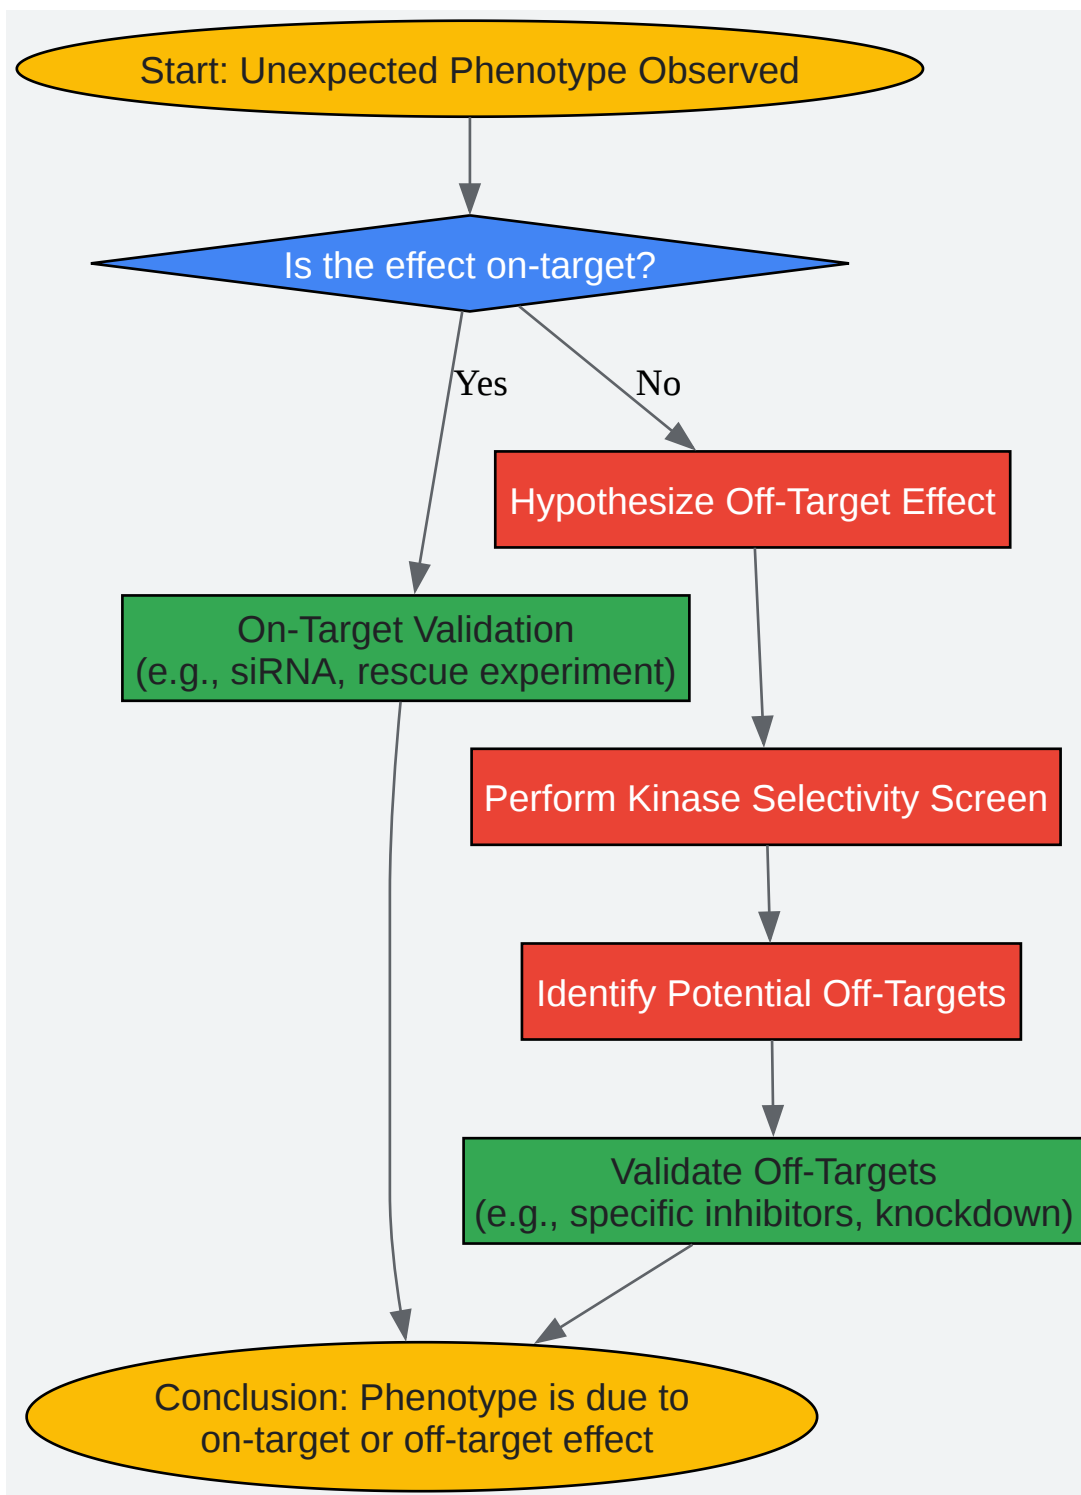 Start: Unexpected Phenotype Observed
Is the effect on-target?
Yes
No
Hypothesize Off-Target Effect
On-Target Validation
(e.g., siRNA, rescue experiment)
Perform Kinase Selectivity Screen
Identify Potential Off-Targets
Validate Off-Targets
(e.g., specific inhibitors, knockdown)
Conclusion: Phenotype is due to
on-target or off-target effect